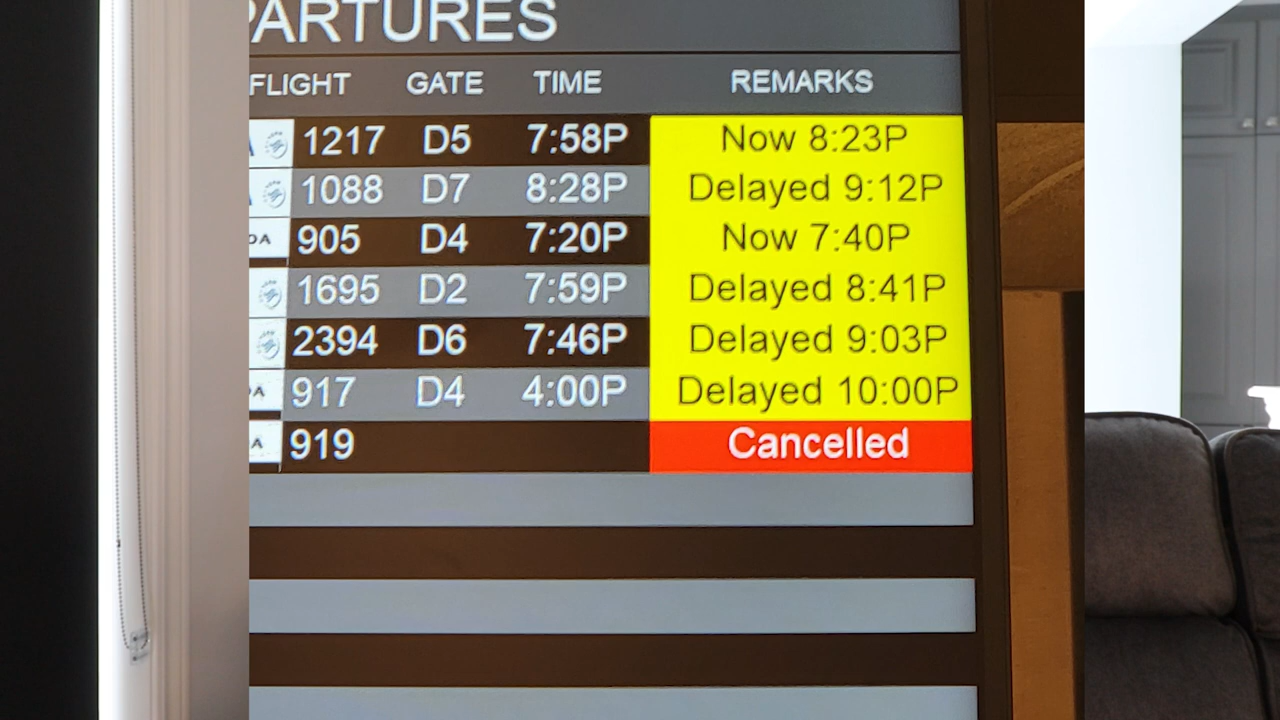 PARTURES
FLIGHT GATE TIME REMARKS
1217 D5 7:58P Now 8:23P
1088 D7 8:28P Delayed 9:12P
DA 905 D4 7:20P Now 7:40P
1695 D2 7:59P Delayed 8:41P
2394 D6 7:46P Delayed 9:03P
A 917 D4 4:00P Delayed 10:00P
A 919 Cancelled